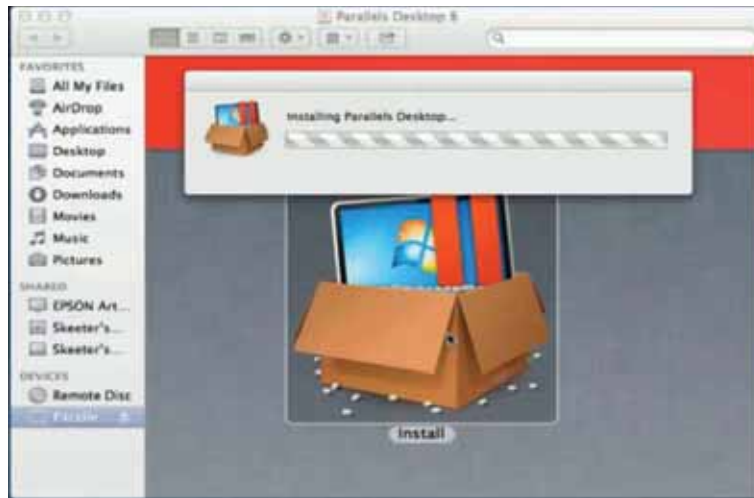 Parallels Desktop 8
FAVORITES
All My Files
AirDrop
Applications
Desktop
Documents
Downloads
Movies
Music
Pictures
SHARED
EPSON Art...
Skeeter's...
Skeeter's...
DEVICES
Remote Disc
Installing Parallels Desktop...
Install